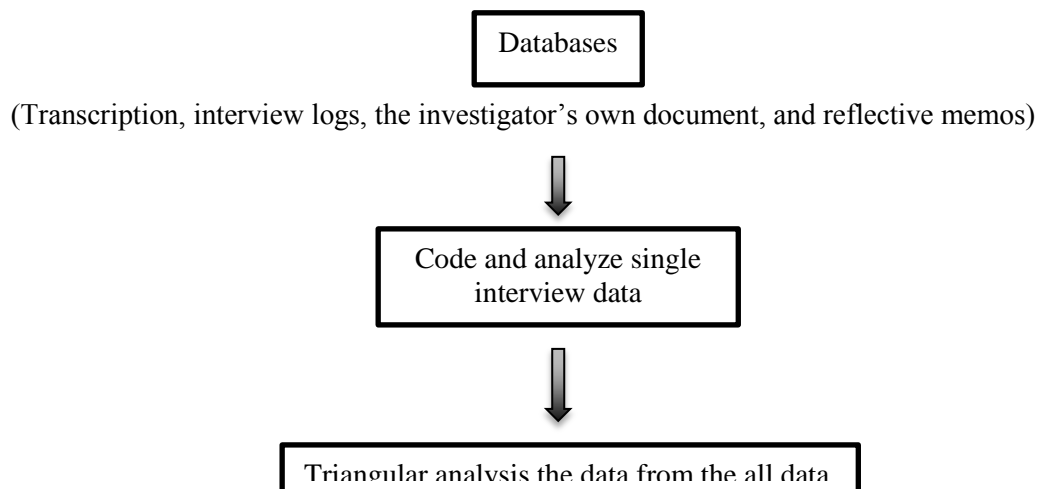 Databases
(Transcription, interview logs, the investigator’s own document, and reflective memos)
Code and analyze single
interview data
Triangular analysis the data from the all data